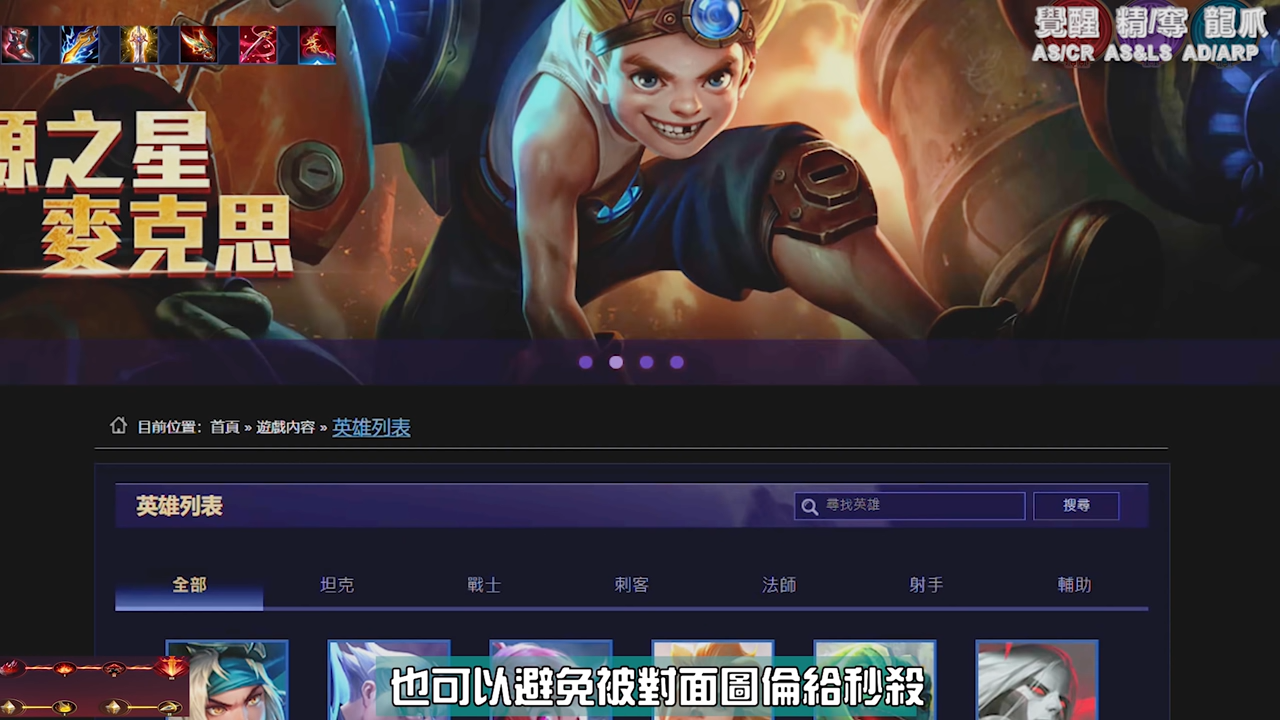 覺醒 精/奪 龍爪
AS/CR AS&LS AD/ARP
源之星
麥克思
目前位置: 首頁 » 遊戲內容 » 英雄列表
英雄列表
尋找英雄
搜尋
全部
坦克
戰士
刺客
法師
射手
輔助
也可以避免被對面圖倫給秒殺